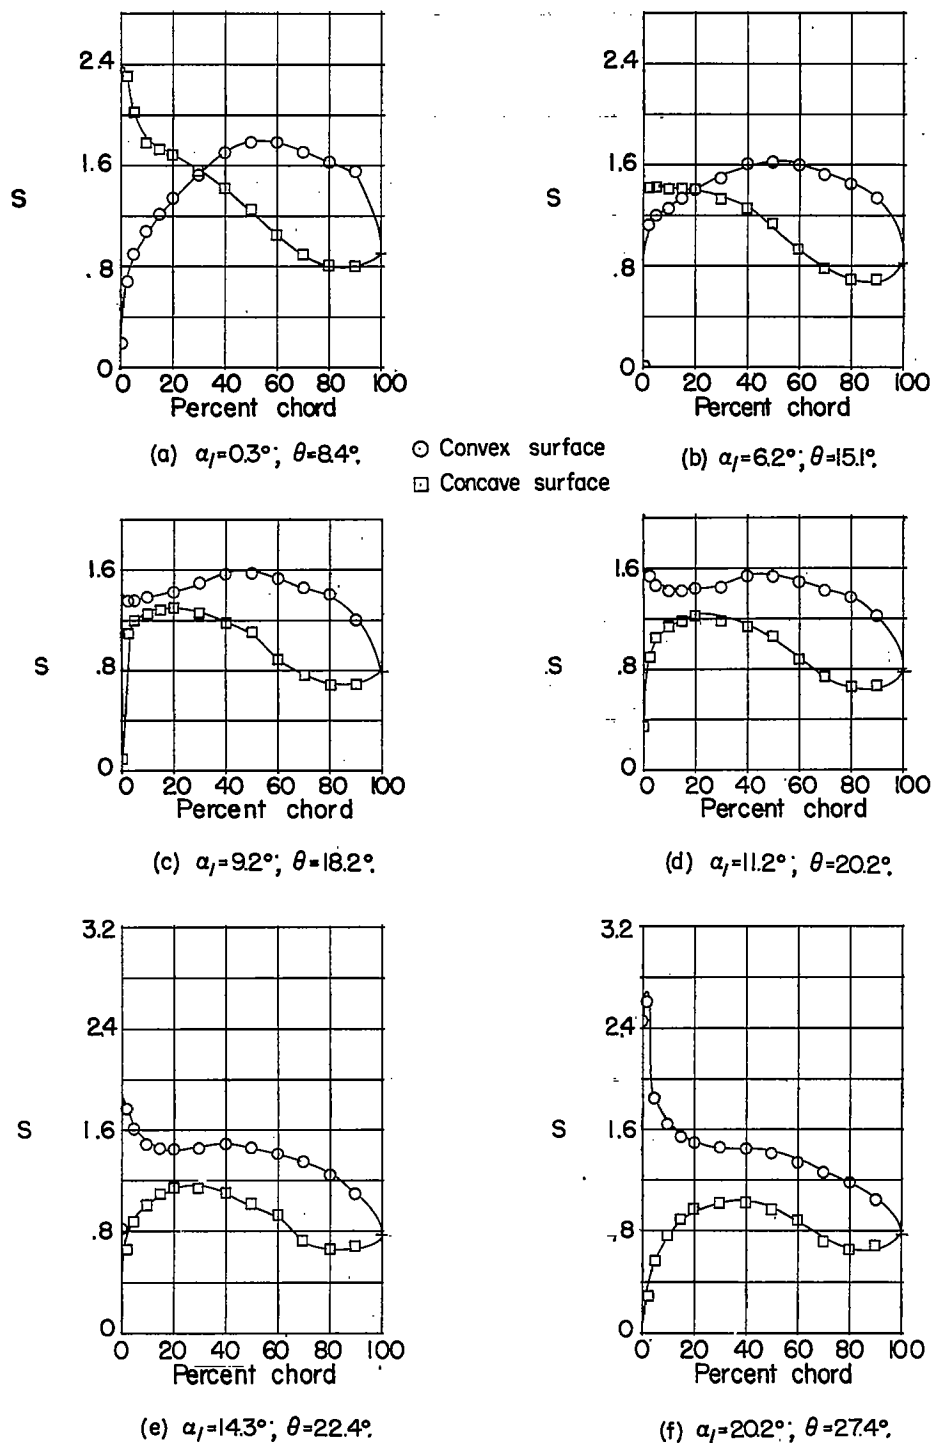 2.4
1.6
S
.8
0
0 20 40 60 80 100
Percent chord
(a) α₁=0.3°; θ=8.4°.
2.4
1.6
S
.8
0
0 20 40 60 80 100
Percent chord
(b) α₁=6.2°; θ=15.1°.
Convex surface
Concave surface
1.6
S
.8
0
0 20 40 60 80 100
Percent chord
(c) α₁=9.2°; θ=18.2°.
1.6
S
.8
0
0 20 40 60 80 100
Percent chord
(d) α₁=11.2°; θ=20.2°.
3.2
2.4
1.6
S
.8
0
0 20 40 60 80 100
Percent chord
(e) α₁=14.3°; θ=22.4°.
3.2
2.4
1.6
S
.8
0
0 20 40 60 80 100
Percent chord
(f) α₁=20.2°; θ=27.4°.